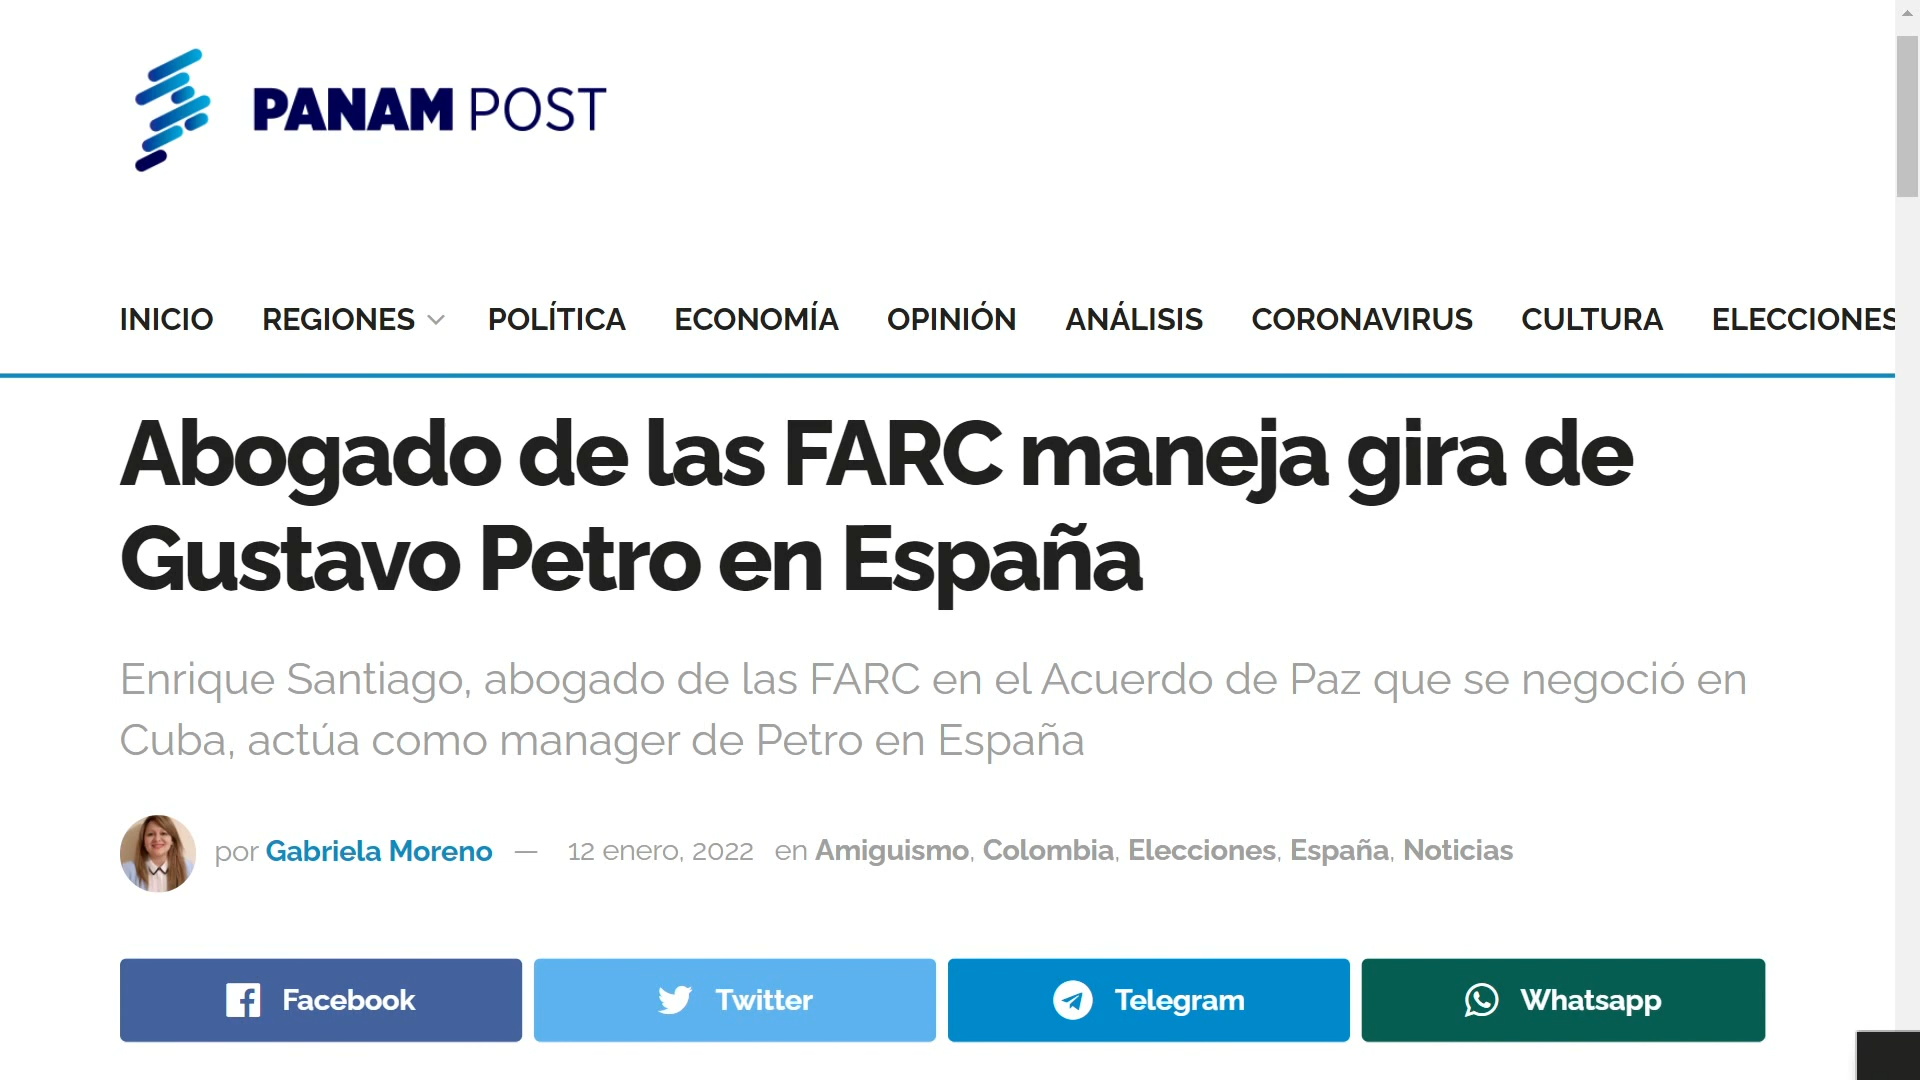 PANAM POST
INICIO REGIONES POLÍTICA ECONOMÍA OPINIÓN ANÁLISIS CORONAVIRUS CULTURA ELECCIONES
Abogado de las FARC maneja gira de
Gustavo Petro en España
Enrique Santiago, abogado de las FARC en el Acuerdo de Paz que se negoció en
Cuba, actúa como manager de Petro en España
por Gabriela Moreno — 12 enero, 2022 en Amiguismo, Colombia, Elecciones, España, Noticias
Facebook Twitter Telegram Whatsapp